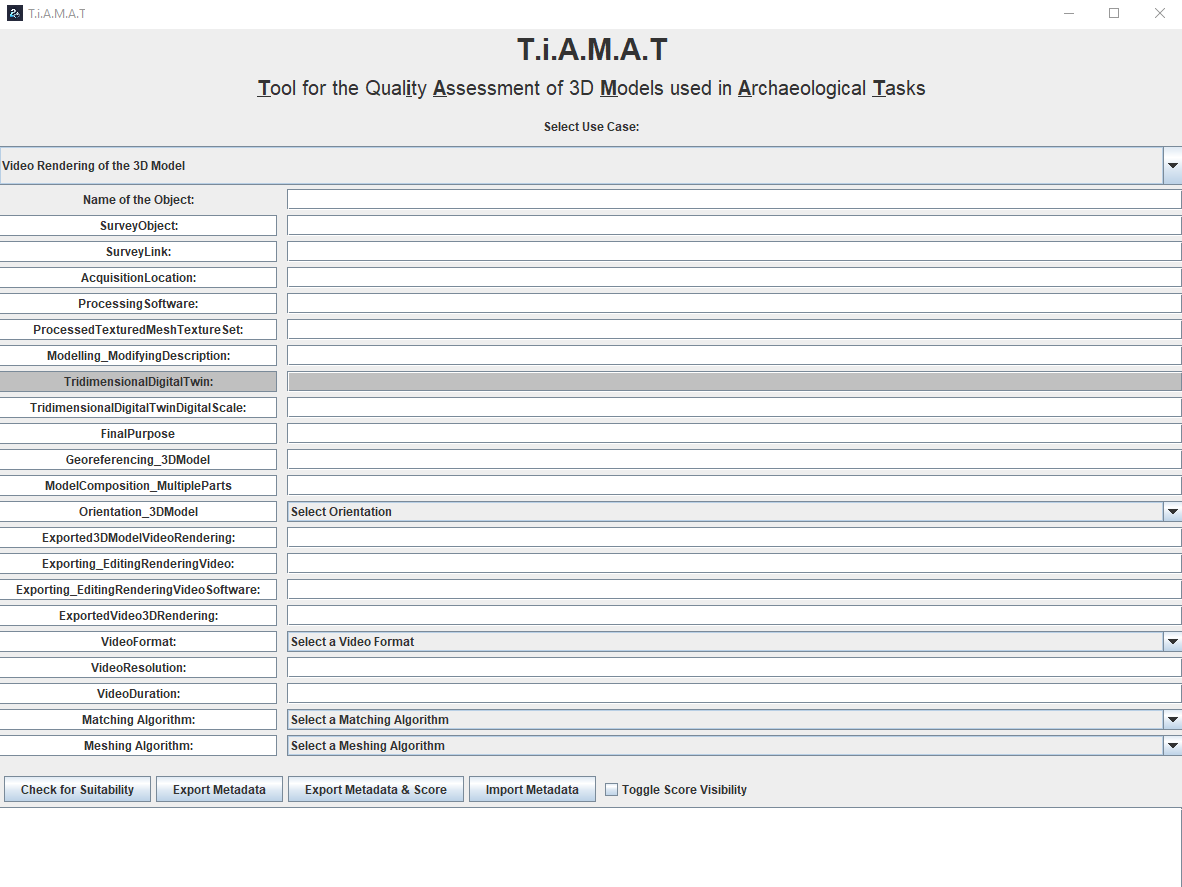 T.i.A.M.A.T
T.i.A.M.A.T
Tool for the Quality Assessment of 3D Models used in Archaeological Tasks
Select Use Case:
Video Rendering of the 3D Model
Name of the Object:
SurveyObject:
SurveyLink:
AcquisitionLocation:
ProcessingSoftware:
ProcessedTexturedMeshTextureSet:
Modelling_ModifyingDescription:
TridimensionalDigitalTwin:
TridimensionalDigitalTwinDigitalScale:
FinalPurpose
Georeferencing_3DModel
ModelComposition_MultipleParts
Orientation_3DModel Select Orientation
Exported3DModelVideoRendering:
Exporting_EditingRenderingVideo:
Exporting_EditingRenderingVideoSoftware:
ExportedVideo3DRendering:
VideoFormat: Select a Video Format
VideoResolution:
VideoDuration:
Matching Algorithm: Select a Matching Algorithm
Meshing Algorithm: Select a Meshing Algorithm
Check for Suitability Export Metadata Export Metadata & Score Import Metadata Toggle Score Visibility